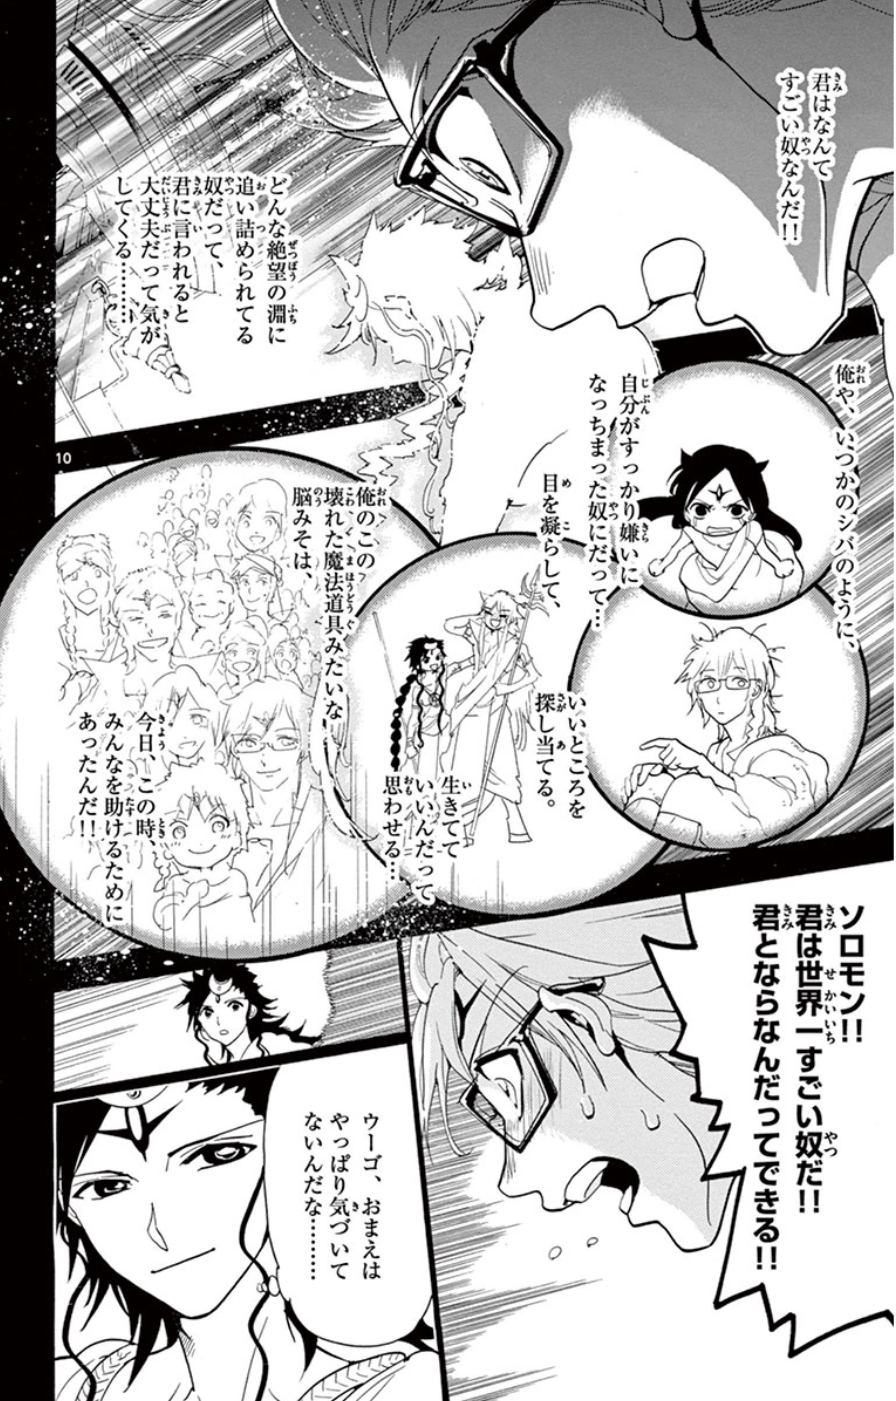 君はなんて
すごい奴なんだ!!
どんな絶望の淵に
追い詰められてる
奴だって、
君に言われると
大丈夫だって気が
してくる………
俺や、いつかのシバのように、
自分がすっかり嫌いに
なっちまった奴にだって…
目を凝らして、
いいところを
探し当てる。
生きてて
いいんだって
思わせる…
俺のこの
壊れた魔法道具みたいな
脳みそは、
今日、この時、
みんなを助けるために
あったんだ!!
10
ソロモン!!
君は世界一すごい奴だ!!
君とならなんだってできる!!
ウーゴ、おまえは
やっぱり気づいて
ないんだな………